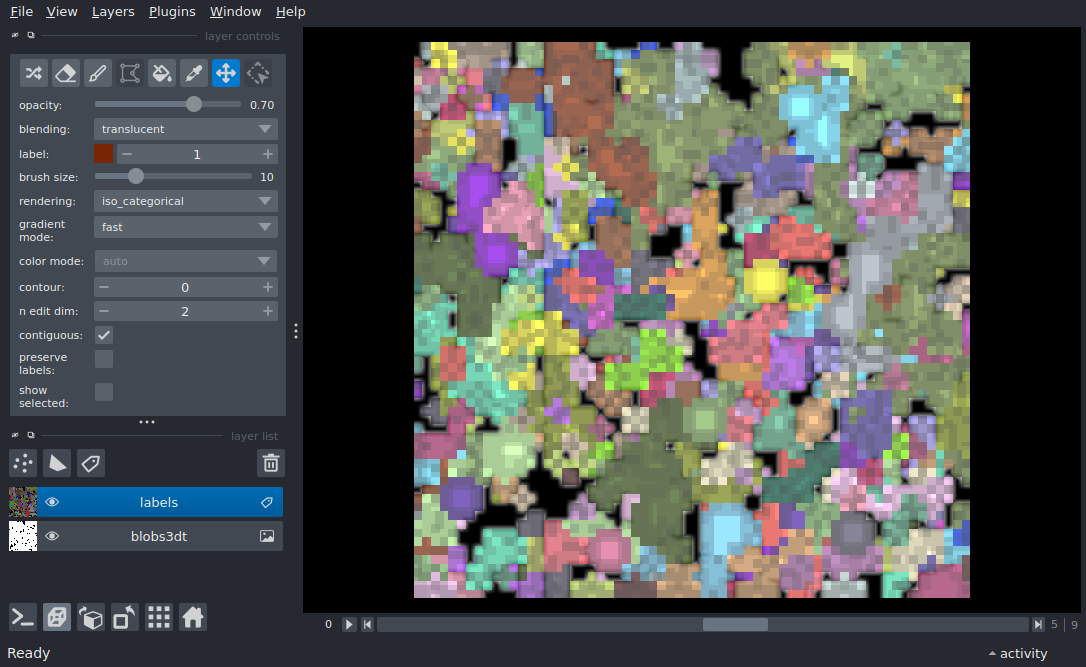 File View Layers Plugins Window Help
layer controls
opacity: 0.70
blending: translucent
label: 1
brush size: 10
rendering: iso_categorical
gradient
mode: fast
color mode: auto
contour: 0
n edit dim: 2
contiguous:
preserve
labels:
show
selected:
layer list
labels
blobs3dt
0 5 9
Ready activity